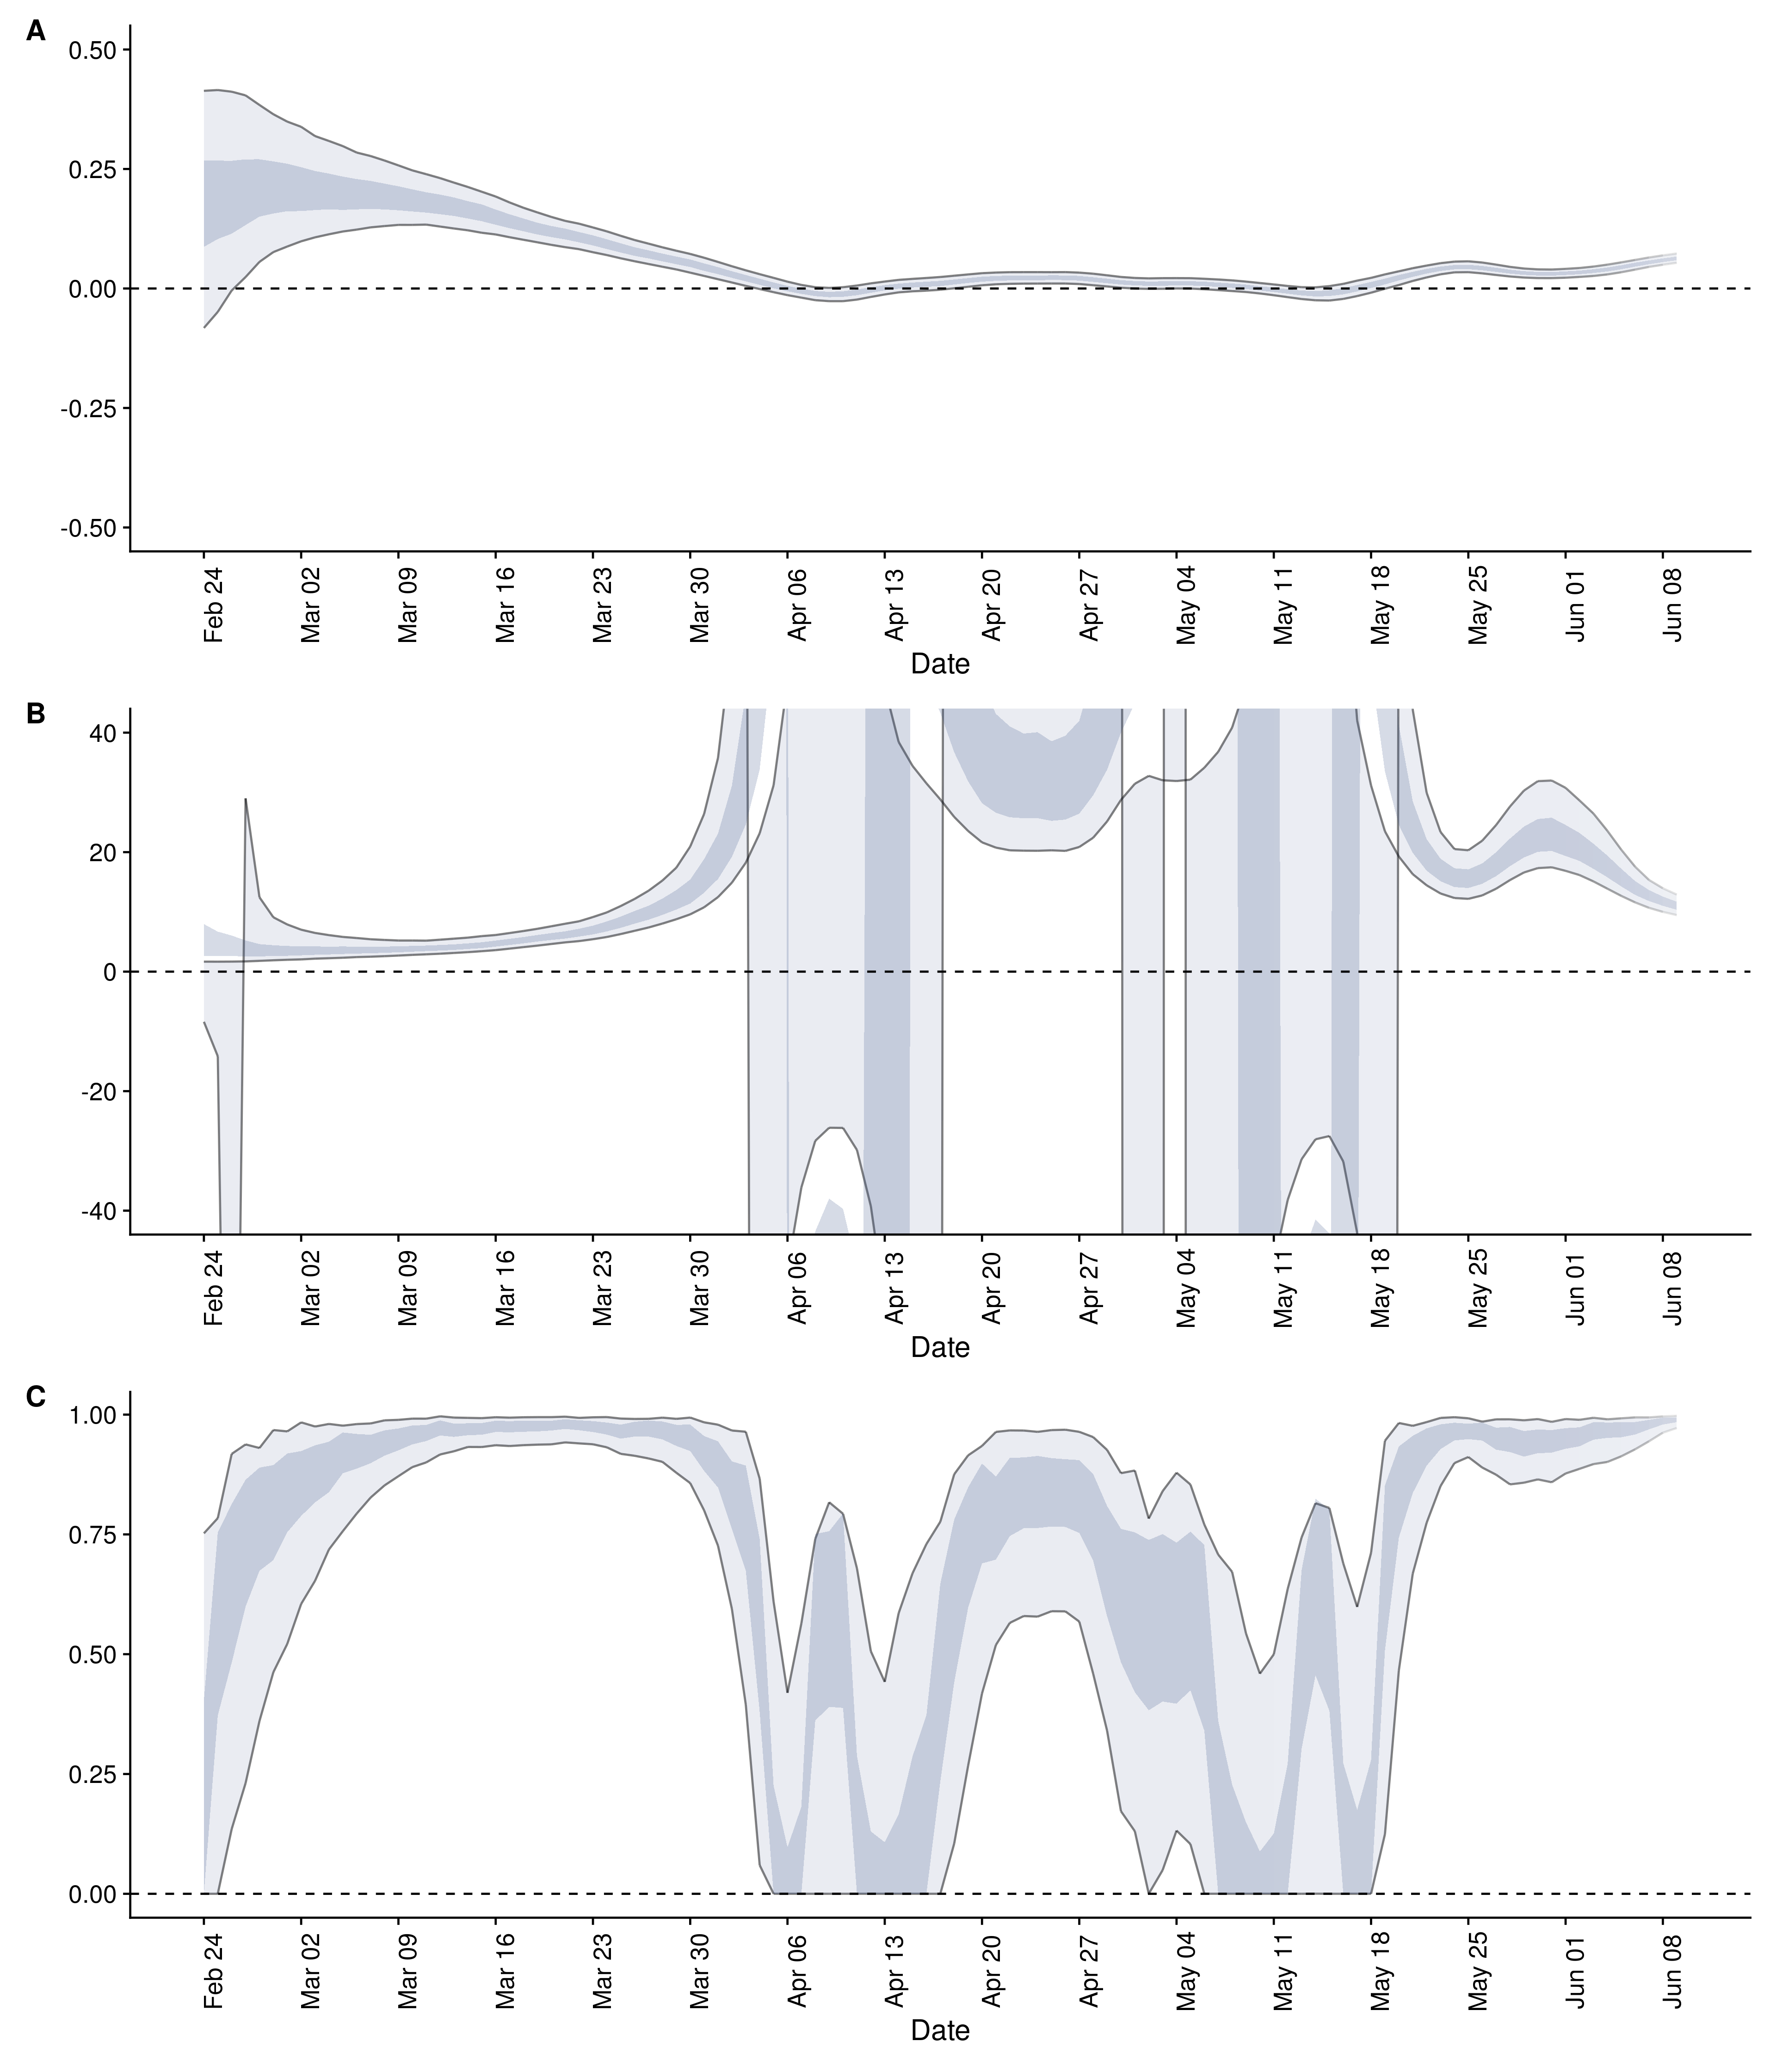 A
0.50
0.25
0.00
-0.25
-0.50
Feb 24
Mar 02
Mar 09
Mar 16
Mar 23
Mar 30
Apr 06
Apr 13
Apr 20
Apr 27
May 04
May 11
May 18
May 25
Jun 01
Jun 08
Date
B
40
20
0
-20
-40
Feb 24
Mar 02
Mar 09
Mar 16
Mar 23
Mar 30
Apr 06
Apr 13
Apr 20
Apr 27
May 04
May 11
May 18
May 25
Jun 01
Jun 08
Date
C
1.00
0.75
0.50
0.25
0.00
Feb 24
Mar 02
Mar 09
Mar 16
Mar 23
Mar 30
Apr 06
Apr 13
Apr 20
Apr 27
May 04
May 11
May 18
May 25
Jun 01
Jun 08
Date